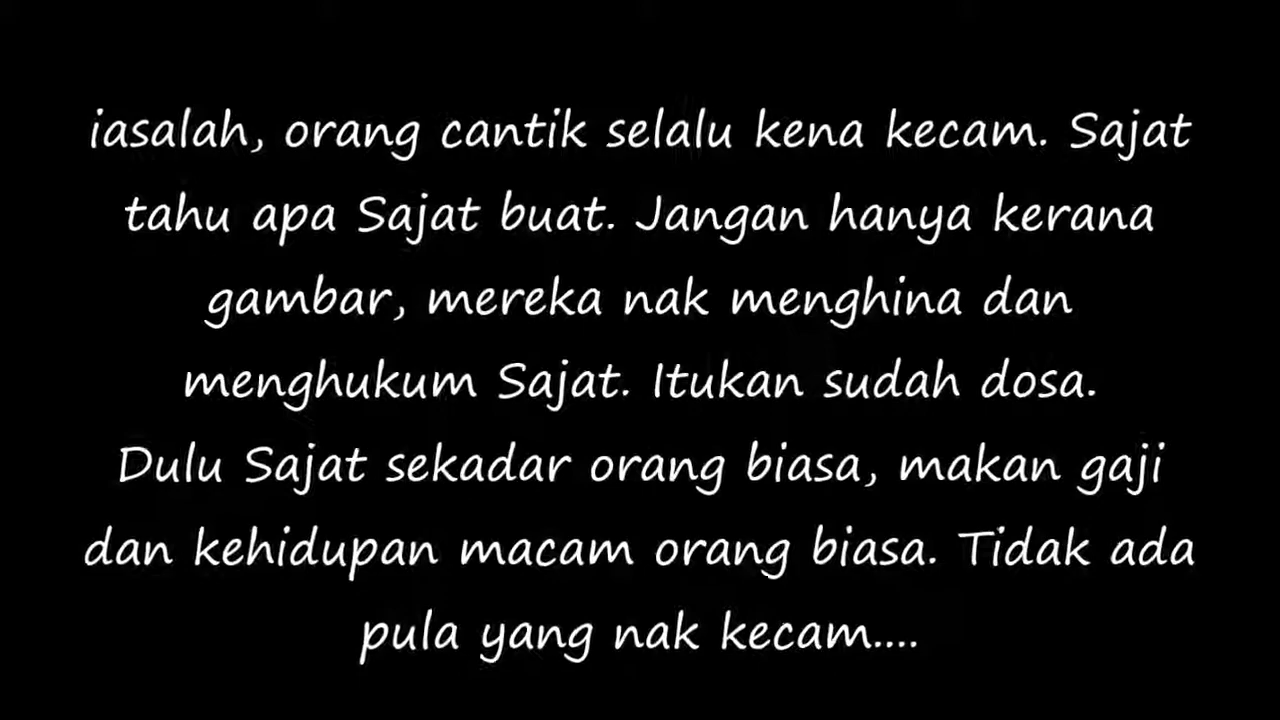 iasalah, orang cantik selalu kena kecam. Sajat
tahu apa Sajat buat. Jangan hanya kerana
gambar, mereka nak menghina dan
menghukum Sajat. Itukan sudah dosa.
Dulu Sajat sekadar orang biasa, makan gaji
dan kehidupan macam orang biasa. Tidak ada
pula yang nak kecam....